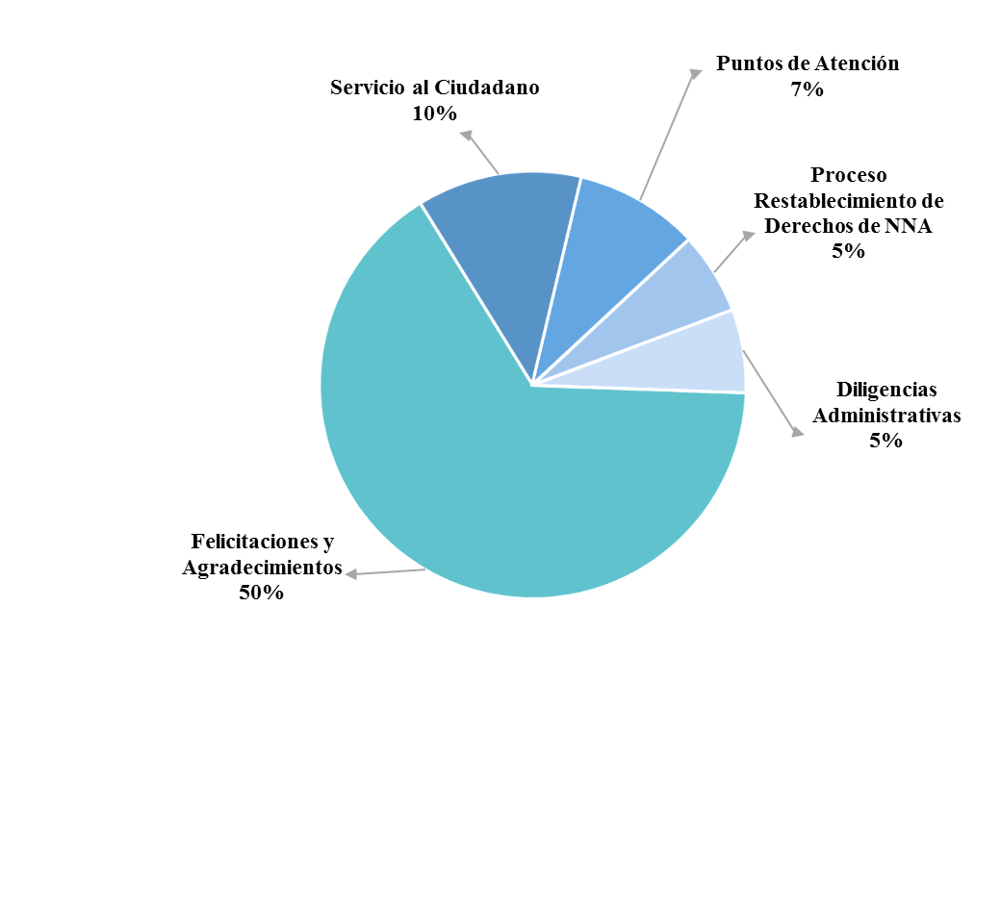 Puntos de Atención
7%
Servicio al Ciudadano
10%
Proceso
Restablecimiento de
Derechos de NNA
5%
Diligencias
Administrativas
5%
Felicitaciones y
Agradecimientos
50%